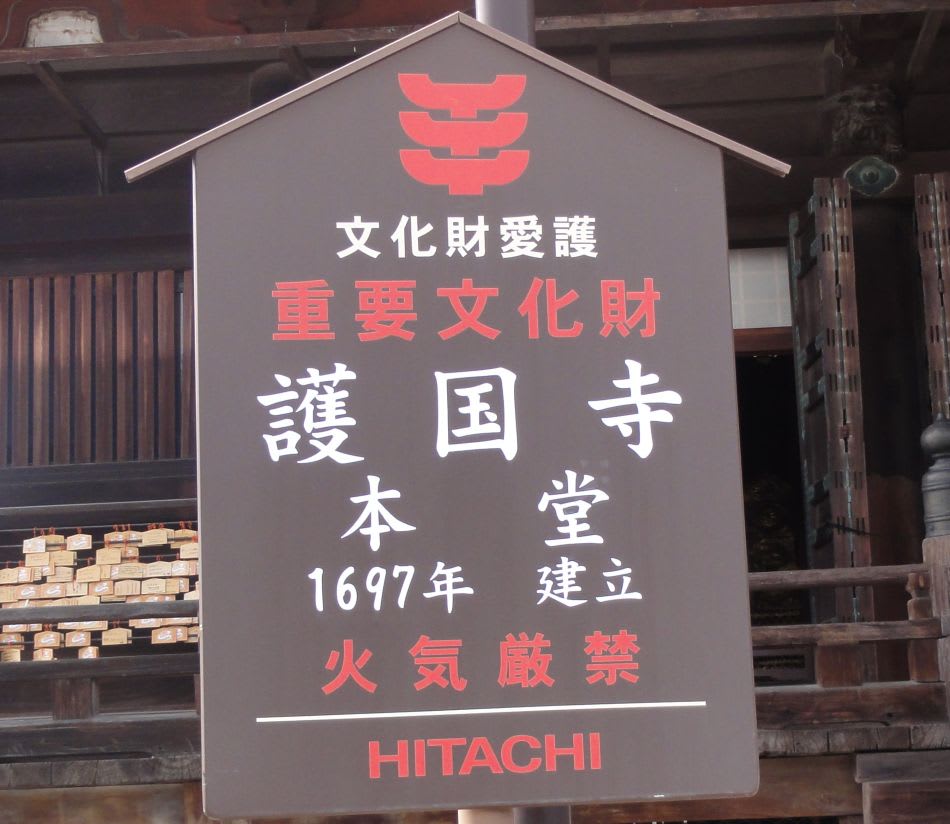 文化財愛護
重要文化財
護国寺
本堂
1697年 建立
火気厳禁
HITACHI